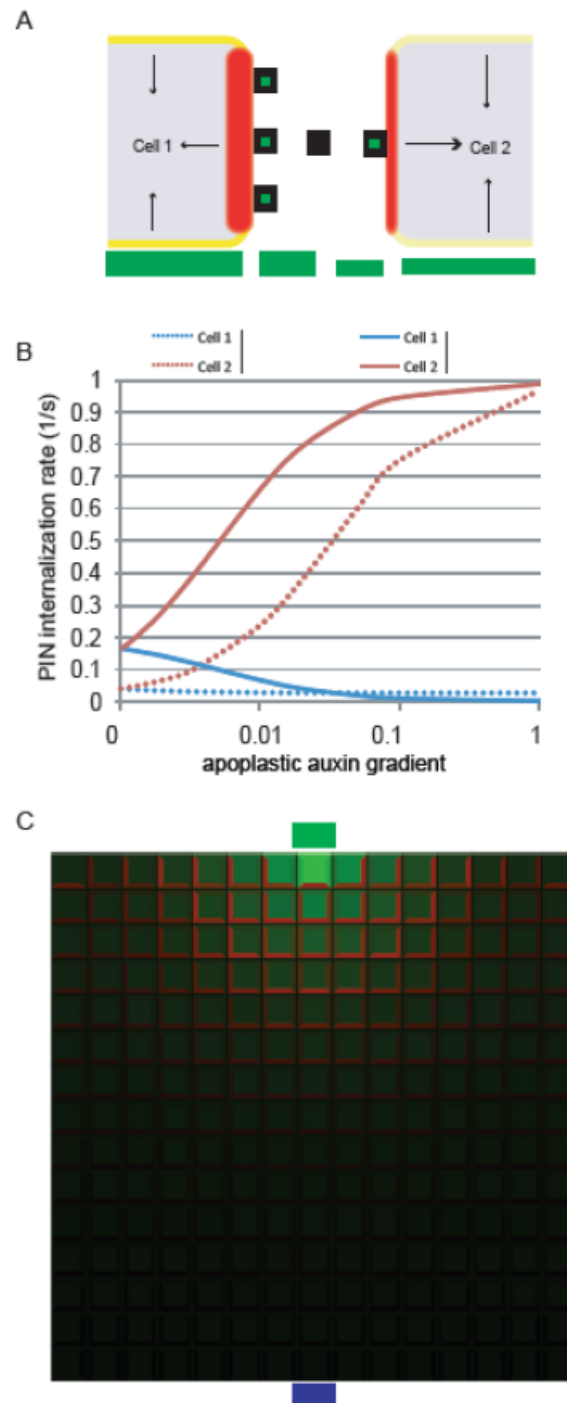 A
Cell 1
Cell 2
B
Cell 1
Cell 1
Cell 2
Cell 2
PIN internalization rate (1/s)
1
0.9
0.8
0.7
0.6
0.5
0.4
0.3
0.2
0.1
0
0
0.01
0.1
1
apoplastic auxin gradient
C